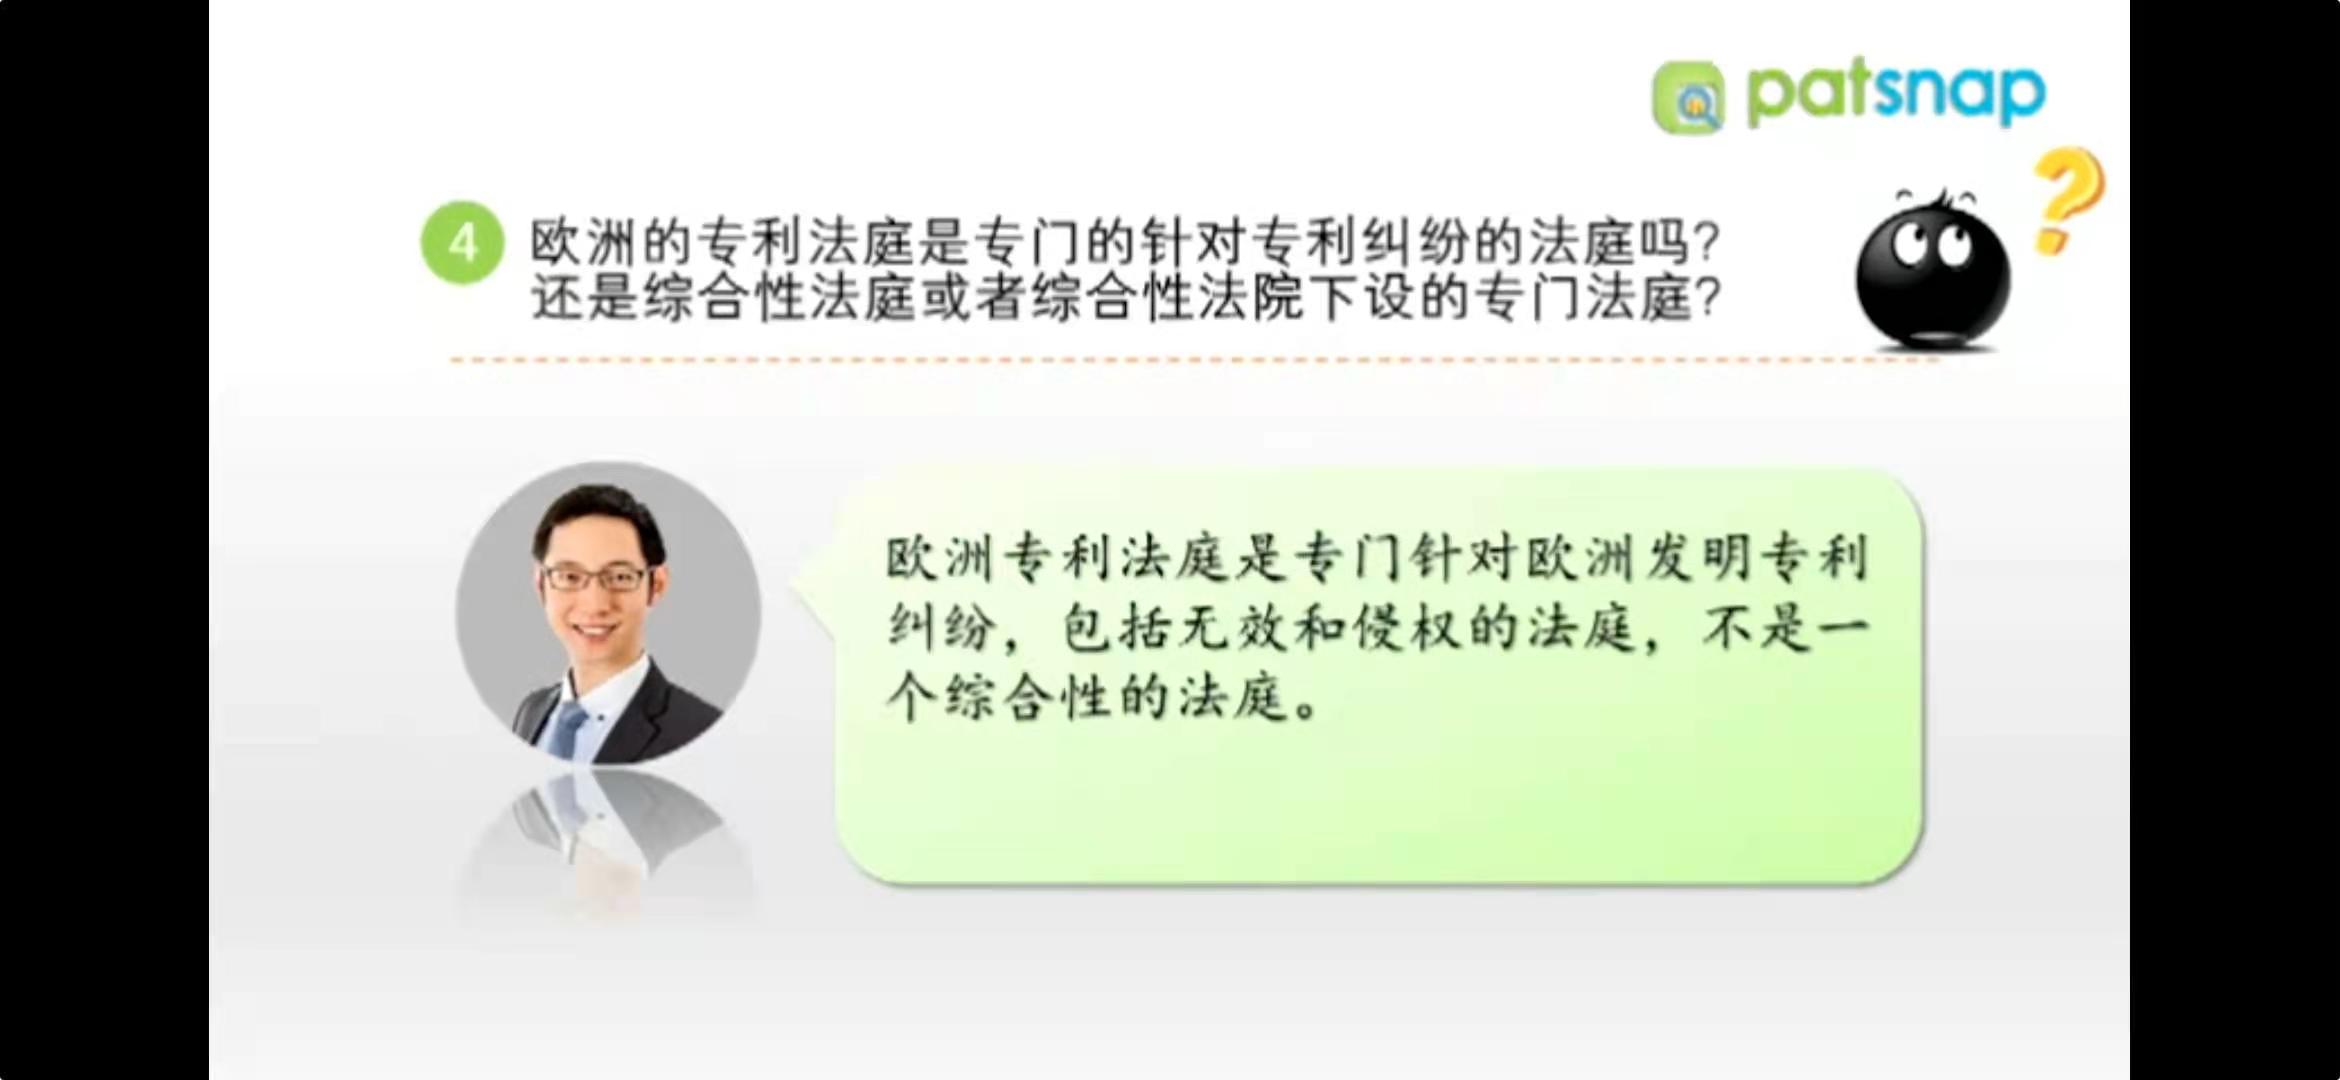 patsnap
4
欧洲的专利法庭是专门的针对专利纠纷的法庭吗?
还是综合性法庭或者综合性法院下设的专门法庭?
欧洲专利法庭是专门针对欧洲发明专利
纠纷，包括无效和侵权的法庭，不是一
个综合性的法庭。